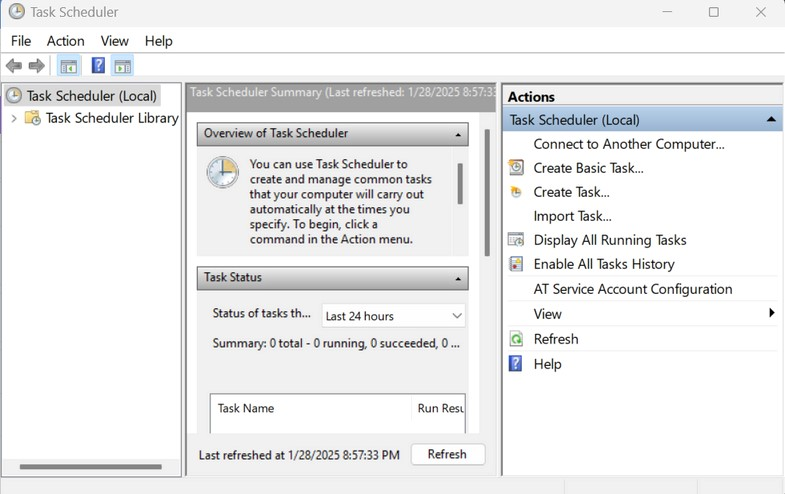 Task Scheduler
File Action View Help
Task Scheduler (Local)
Task Scheduler Library
Task Scheduler Summary (Last refreshed: 1/28/2025 8:57:33
Overview of Task Scheduler
You can use Task Scheduler to
create and manage common tasks
that your computer will carry out
automatically at the times you
specify. To begin, click a
command in the Action menu.
Task Status
Status of tasks th... Last 24 hours
Summary: 0 total - 0 running, 0 succeeded, 0 ...
Task Name Run Resu
Last refreshed at 1/28/2025 8:57:33 PM Refresh
Actions
Task Scheduler (Local)
Connect to Another Computer...
Create Basic Task...
Create Task...
Import Task...
Display All Running Tasks
Enable All Tasks History
AT Service Account Configuration
View
Refresh
Help